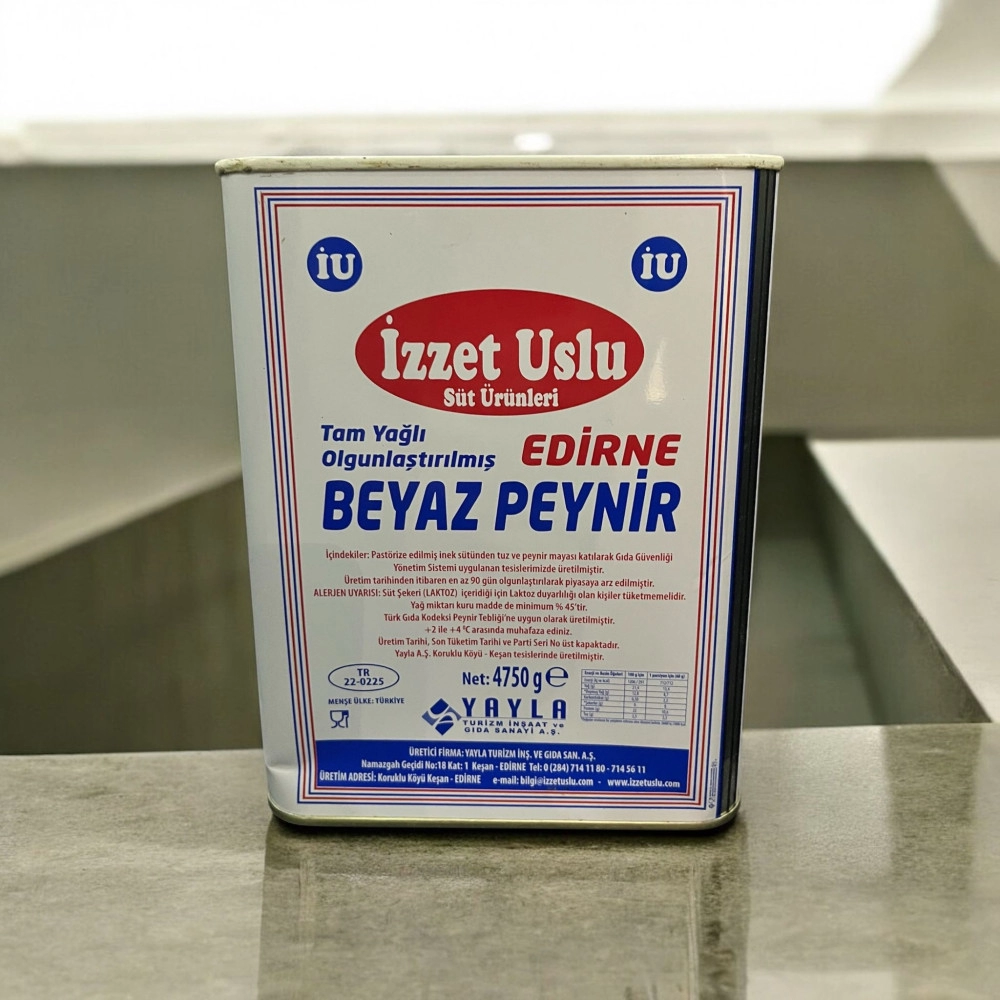 İU
İU
İzzet Uslu
Süt Ürünleri
Tam Yağlı
Olgunlaştırılmış
EDİRNE
BEYAZ PEYNİR
İçindekiler: Pastörize edilmiş inek sütünden tuz ve peynir mayası katılarak Gıda Güvenliği
Yönetim Sistemi uygulanan tesislerimizde üretilmiştir.
Üretim tarihinden itibaren en az 90 gün olgunlaştırılarak piyasaya arz edilmiştir.
ALERJEN UYARISI: Süt Şekeri (LAKTOZ) içeridiği için Laktoz duyarlılığı olan kişiler tüketmemelidir.
Yağ miktarı kuru madde de minimum % 45'tir.
Türk Gıda Kodeksi Peynir Tebliği'ne uygun olarak üretilmiştir.
+2 ile +4 °C arasında muhafaza ediniz.
Üretim Tarihi, Son Tüketim Tarihi ve Parti Seri No üst kapaktadır.
Yayla A.Ş. Koruklu Köyü - Keşan tesislerinde üretilmiştir.
TR
22-0225
MENŞE ÜLKE: TÜRKİYE
Net: 4750 g e
YAYLA
TURİZM İNŞAAT ve
GIDA SANAYİ A.Ş.
ÜRETİCİ FİRMA: YAYLA TURİZM İNŞ. VE GIDA SAN. A.Ş.
Namazgah Geçidi No:18 Kat: 1 Keşan - EDİRNE Tel: 0 (284) 714 11 80 - 714 56 11
ÜRETİM ADRESİ: Koruklu Köyü Keşan - EDİRNE e-mail: bilgi@izzetuslu.com - www.izzetuslu.com